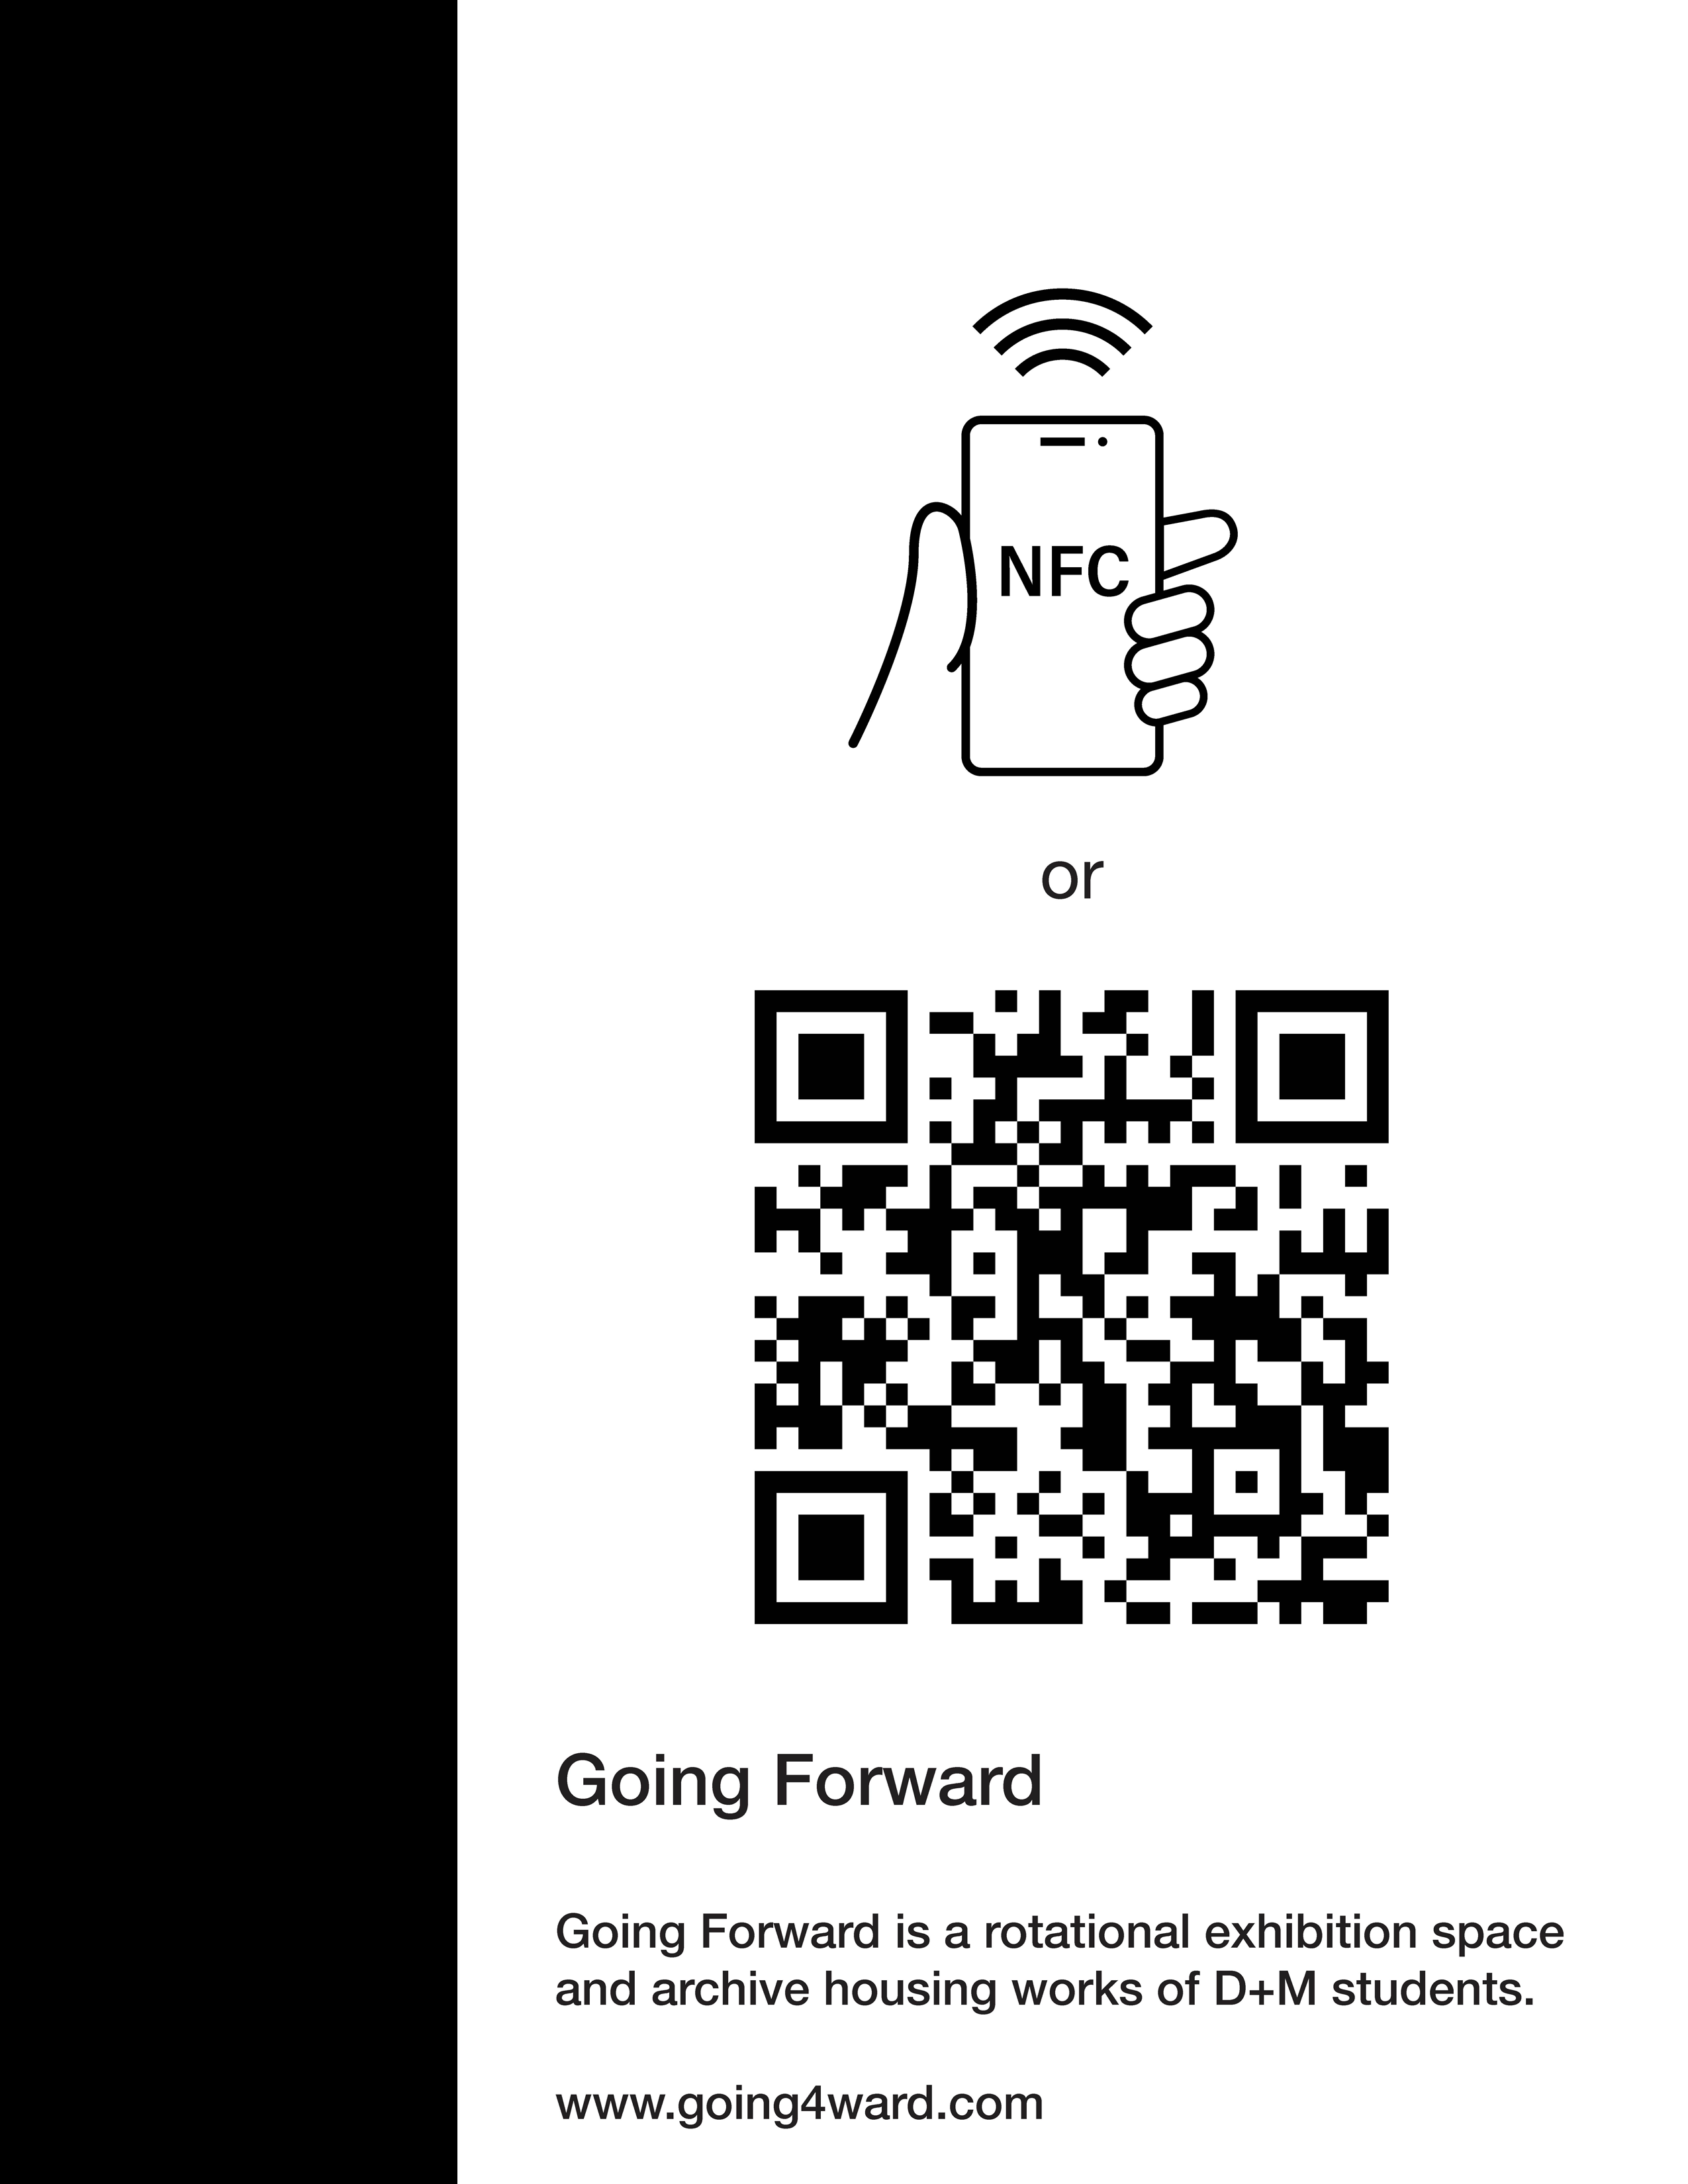 NFC
or
Going Forward
Going Forward is a rotational exhibition space
and archive housing works of D+M students.
www.going4ward.com